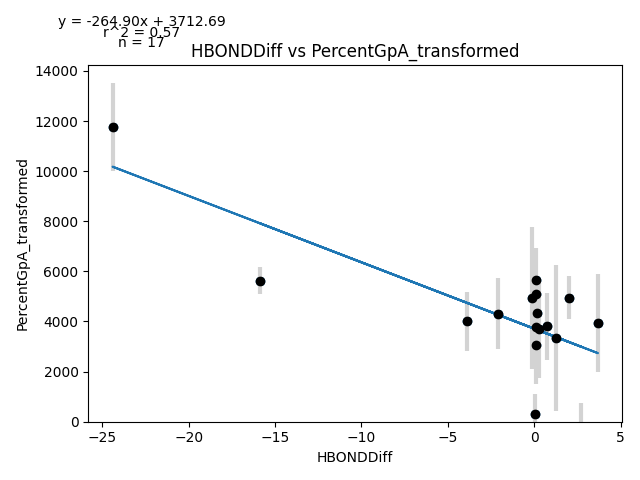 y = -264.90x + 3712.69
r^2 = 0.57
n = 17
HBONDDiff vs PercentGpA_transformed
PercentGpA_transformed
14000
12000
10000
8000
6000
4000
2000
0
−25
−20
−15
−10
−5
0
5
HBONDDiff